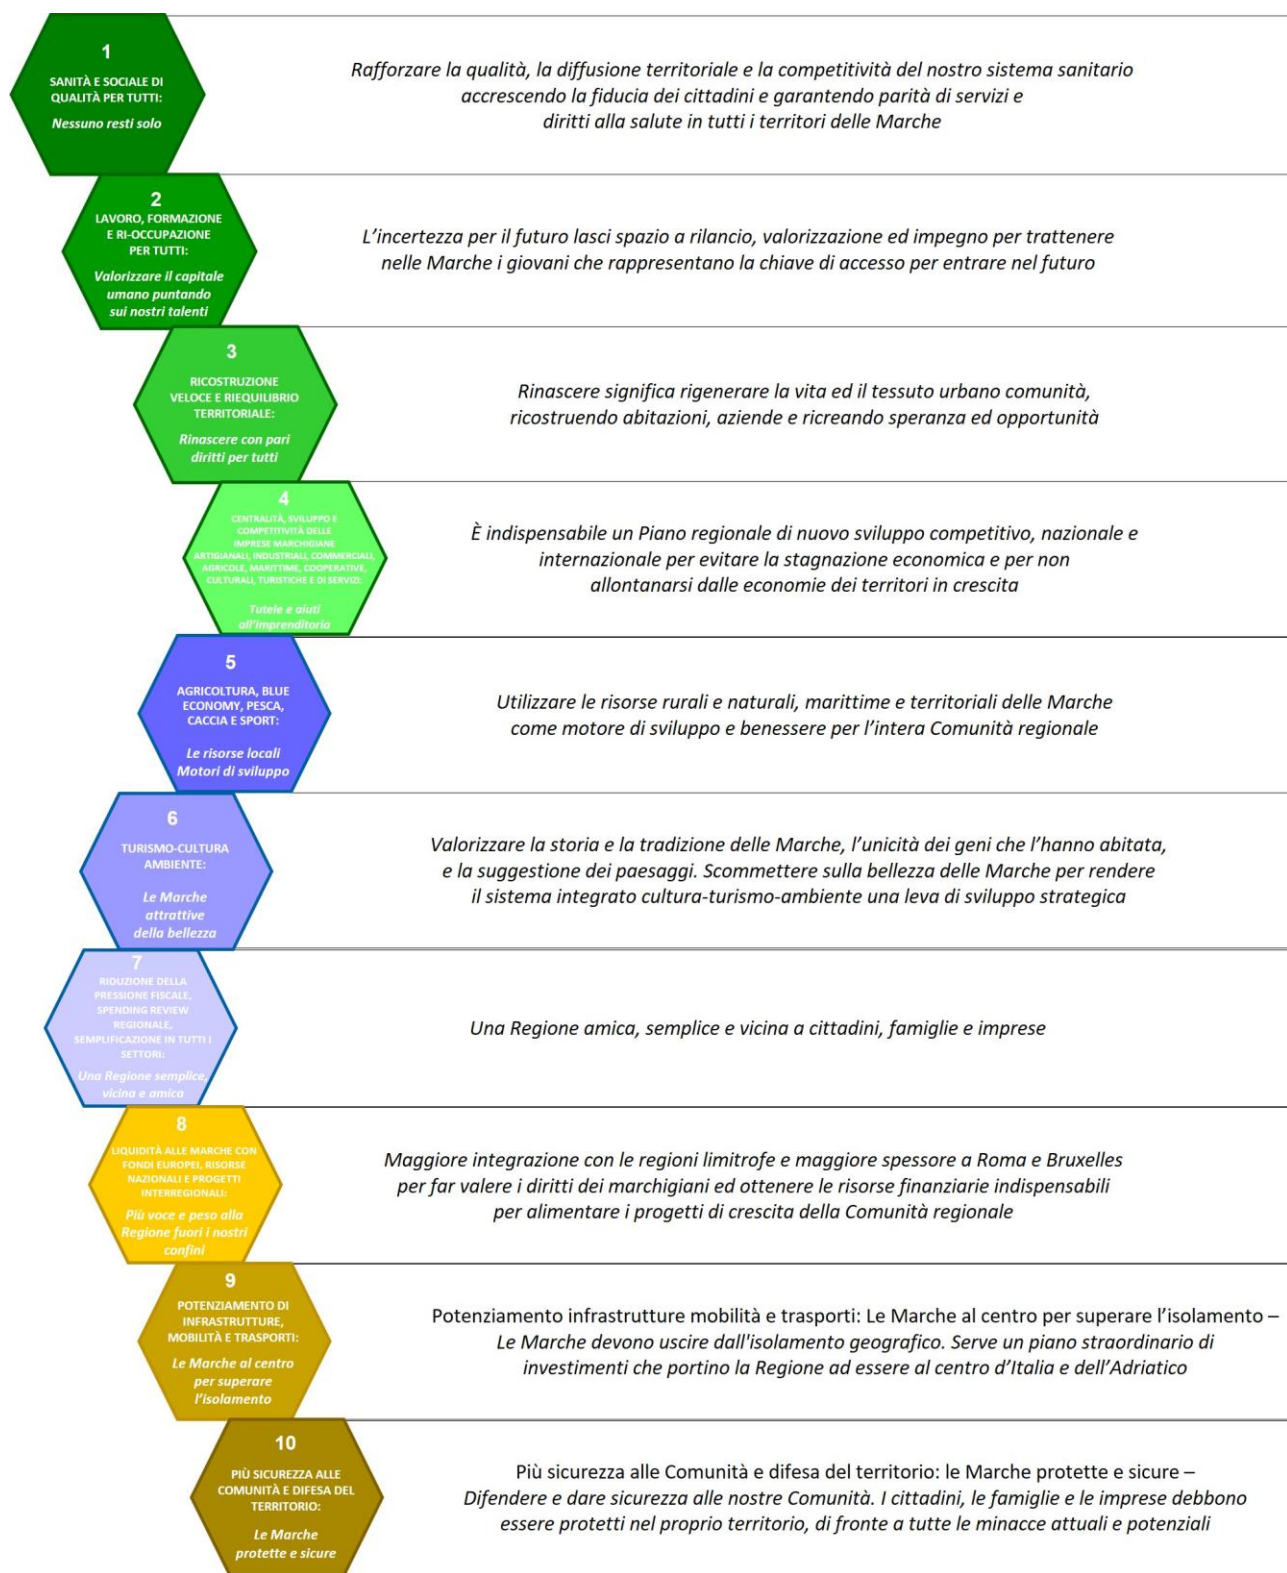 1
SANITÀ E SOCIALE DI
QUALITÀ PER TUTTI:
Nessuno resti solo
Rafforzare la qualità, la diffusione territoriale e la competitività del nostro sistema sanitario
accrescendo la fiducia dei cittadini e garantendo parità di servizi e
diritti alla salute in tutti i territori delle Marche
2
LAVORO, FORMAZIONE
E RI-OCCUPAZIONE
PER TUTTI:
Valorizzare il capitale
umano puntando
sui nostri talenti
L'incertezza per il futuro lasci spazio a rilancio, valorizzazione ed impegno per trattenere
nelle Marche i giovani che rappresentano la chiave di accesso per entrare nel futuro
3
RICOSTRUZIONE
VELOCE E RIEQUILIBRIO
TERRITORIALE:
Rinascere con pari
diritti per tutti
Rinascere significa rigenerare la vita ed il tessuto urbano comunità,
ricostruendo abitazioni, aziende e ricreando speranza ed opportunità
4
CENTRALITÀ, SVILUPPO E
COMPETITIVITÀ DELLE
IMPRESE MARCHIGIANE
ARTIGIANALI, INDUSTRIALI, COMMERCIALI,
AGRICOLE, MARITTIME, COOPERATIVE,
CULTURALI, TURISTICHE E DI SERVIZI:
Tutele e aiuti
all'imprenditoria
È indispensabile un Piano regionale di nuovo sviluppo competitivo, nazionale e
internazionale per evitare la stagnazione economica e per non
allontanarsi dalle economie dei territori in crescita
5
AGRICOLTURA, BLUE
ECONOMY, PESCA,
CACCIA E SPORT:
Le risorse locali
Motori di sviluppo
Utilizzare le risorse rurali e naturali, marittime e territoriali delle Marche
come motore di sviluppo e benessere per l'intera Comunità regionale
6
TURISMO-CULTURA
AMBIENTE:
Le Marche
attrattive
della bellezza
Valorizzare la storia e la tradizione delle Marche, l'unicità dei geni che l'hanno abitata,
e la suggestione dei paesaggi. Scommettere sulla bellezza delle Marche per rendere
il sistema integrato cultura-turismo-ambiente una leva di sviluppo strategica
7
RIDUZIONE DELLA
PRESSIONE FISCALE,
SPENDING REVIEW
REGIONALE,
SEMPLIFICAZIONE IN TUTTI I
SETTORI:
Una Regione semplice,
vicina e amica
Una Regione amica, semplice e vicina a cittadini, famiglie e imprese
8
LIQUIDITÀ ALLE MARCHE CON
FONDI EUROPEI, RISORSE
NAZIONALI E PROGETTI
INTERREGIONALI:
Più voce e peso alla
Regione fuori i nostri
confini
Maggiore integrazione con le regioni limitrofe e maggiore spessore a Roma e Bruxelles
per far valere i diritti dei marchigiani ed ottenere le risorse finanziarie indispensabili
per alimentare i progetti di crescita della Comunità regionale
9
POTENZIAMENTO DI
INFRASTRUTTURE,
MOBILITÀ E TRASPORTI:
Le Marche al centro
per superare
l'isolamento
Potenziamento infrastrutture mobilità e trasporti: Le Marche al centro per superare l'isolamento –
Le Marche devono uscire dall'isolamento geografico. Serve un piano straordinario di
investimenti che portino la Regione ad essere al centro d'Italia e dell'Adriatico
10
PIÙ SICUREZZA ALLE
COMUNITÀ E DIFESA DEL
TERRITORIO:
Le Marche
protette e sicure
Più sicurezza alle Comunità e difesa del territorio: le Marche protette e sicure –
Difendere e dare sicurezza alle nostre Comunità. I cittadini, le famiglie e le imprese debbono
essere protetti nel proprio territorio, di fronte a tutte le minacce attuali e potenziali